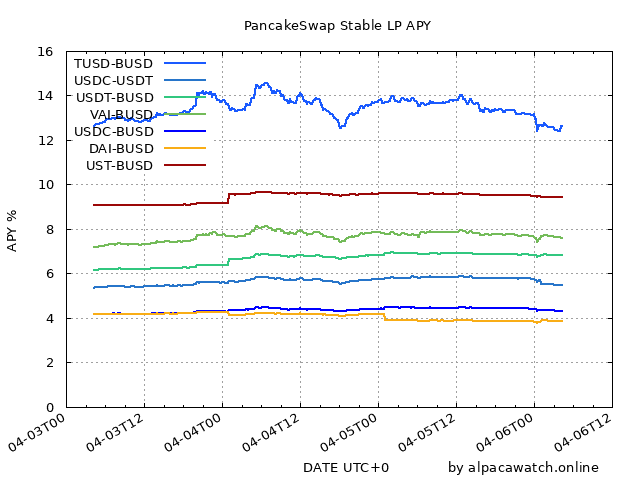 PancakeSwap Stable LP APY
APY %
16
14
12
10
8
6
4
2
0
TUSD-BUSD
USDC-USDT
USDT-BUSD
VAI-BUSD
USDC-BUSD
DAI-BUSD
UST-BUSD
04-03T00
04-03T12
04-04T00
04-04T12
04-05T00
04-05T12
04-06T00
04-06T12
DATE UTC+0
by alpacawatch.online